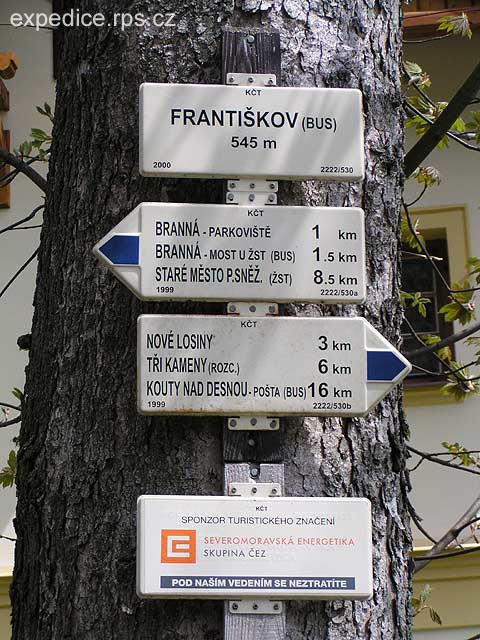 expedice.rps.cz
KČT
FRANTIŠKOV (BUS)
545 m
2000 2222/530
KČT
BRANNÁ - PARKOVIŠTĚ 1 km
BRANNÁ - MOST U ŽST (BUS) 1.5 km
STARÉ MĚSTO P.SNĚŽ. (ŽST) 8.5 km
1999 2222/530a
KČT
NOVÉ LOSINY 3 km
TŘI KAMENY (ROZC.) 6 km
KOUTY NAD DESNOU - POŠTA (BUS) 16 km
1999 2222/530b
KČT
SPONZOR TURISTICKÉHO ZNAČENÍ
SEVEROMORAVSKÁ ENERGETIKA
SKUPINA ČEZ
POD NAŠÍM VEDENÍM SE NEZTRATÍTE